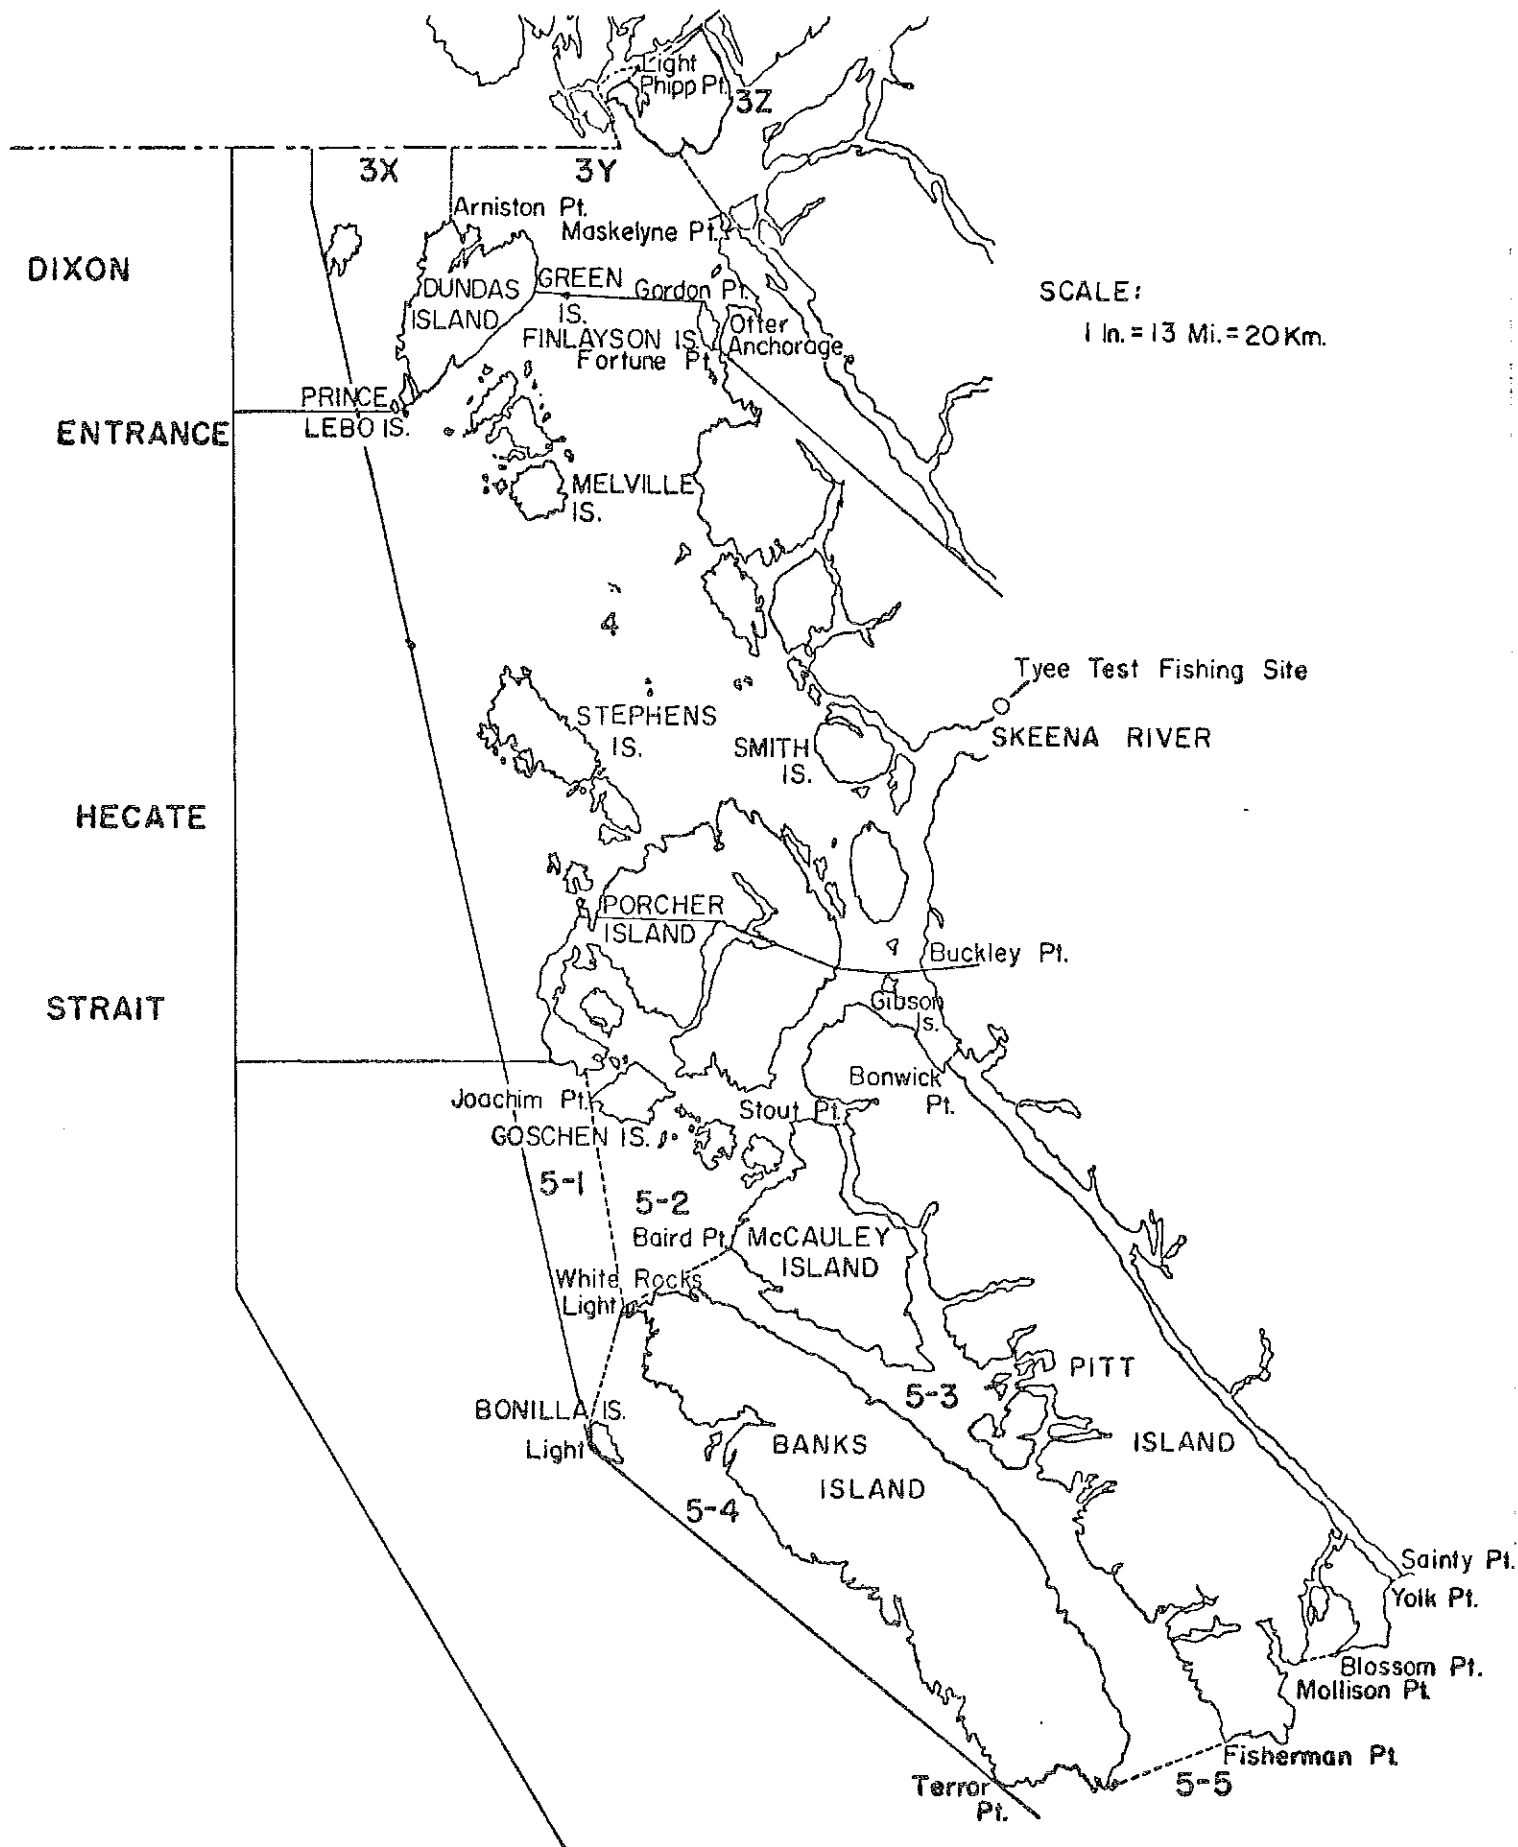 Light
Phipp Pt.
3Z
3X
3Y
Arniston Pt.
Maskelyne Pt.
DIXON
DUNDAS
ISLAND
GREEN
IS.
Gordon Pt.
SCALE:
1 In. = 13 Mi. = 20 Km.
FINLAYSON IS.
Otter
Anchorage
Fortune Pt.
PRINCE
LEBO IS.
ENTRANCE
MELVILLE
IS.
4
Tyee Test Fishing Site
STEPHENS
IS.
SMITH
IS.
SKEENA RIVER
HECATE
PORCHER
ISLAND
Buckley Pt.
STRAIT
Gibson
Is.
Bonwick
Pt.
Joachim Pt.
Stout Pt.
GOSCHEN IS.
5-1
5-2
Baird Pt.
McCAULEY
ISLAND
White Rocks
Light
PITT
ISLAND
5-3
BONILLA IS.
Light
BANKS
ISLAND
5-4
Sainty Pt.
Yolk Pt.
Blossom Pt.
Mollison Pt.
Fisherman Pt.
5-5
Terror
Pt.